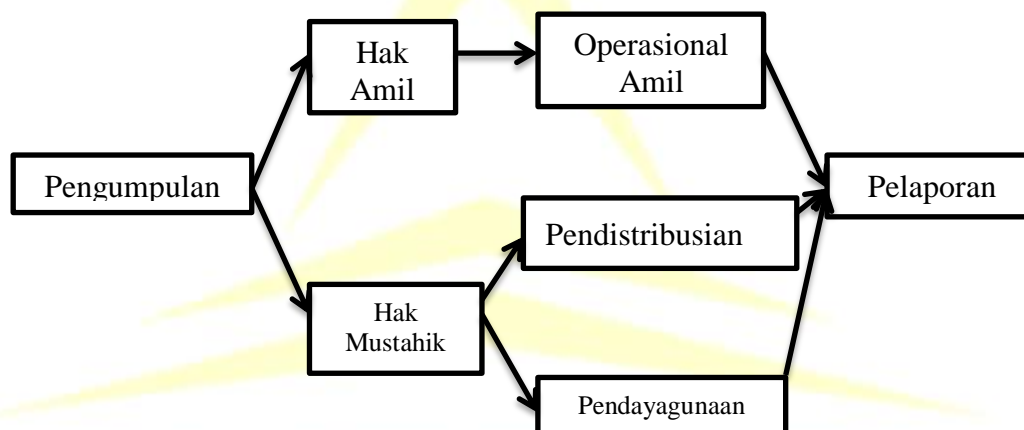 Hak
Amil
Operasional
Amil
Pengumpulan
Pelaporan
Pendistribusian
Hak
Mustahik
Pendayagunaan